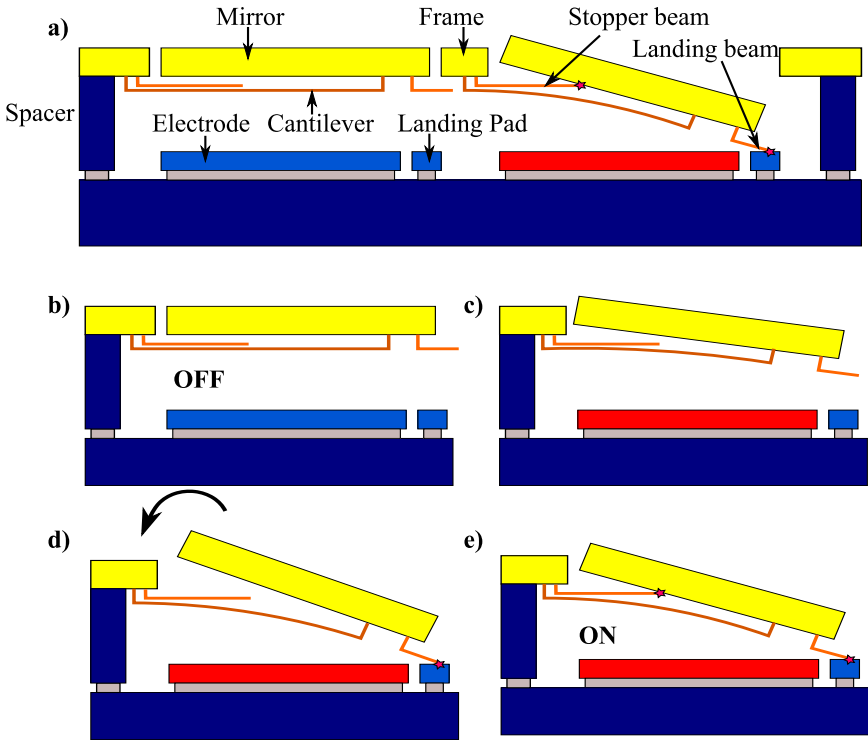 a)
Mirror
Frame
Stopper beam
Landing beam
Spacer
Electrode
Cantilever
Landing Pad
b)
OFF
c)
d)
e)
ON